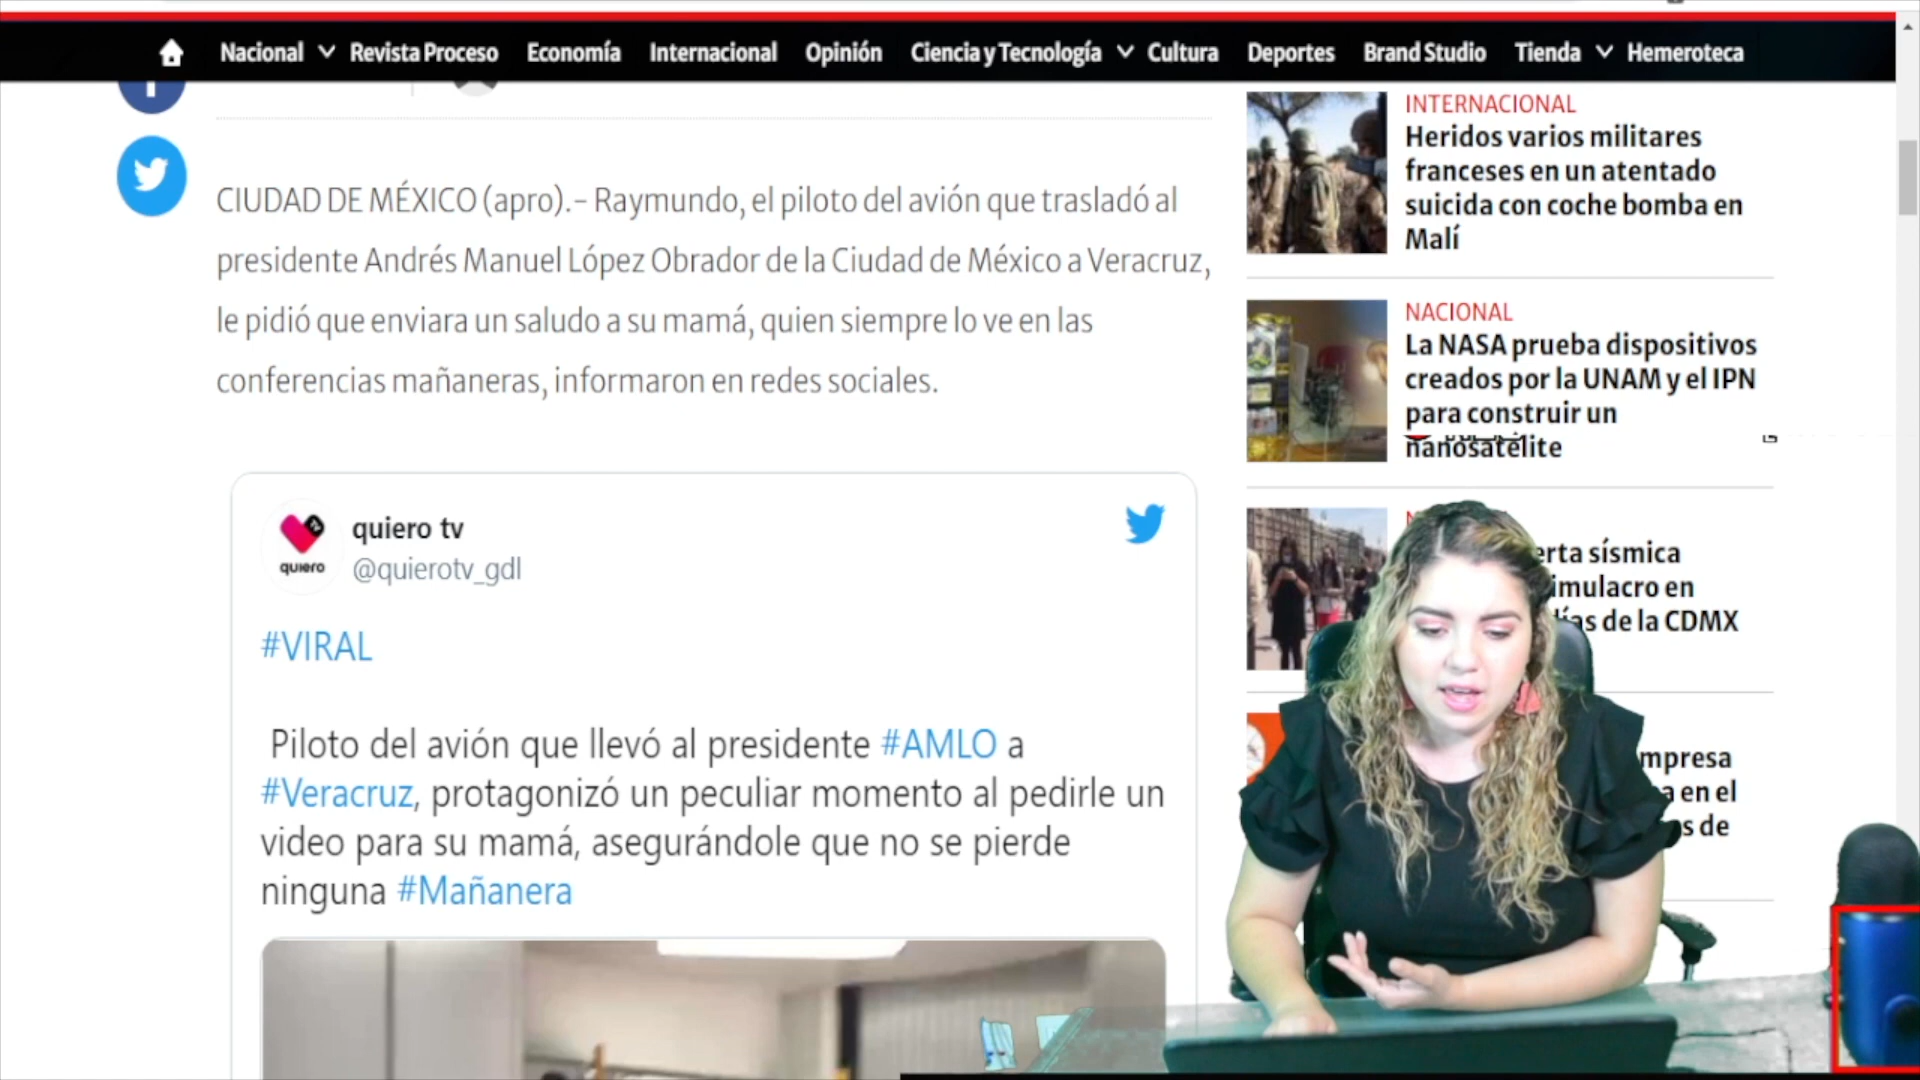 Nacional Revista Proceso Economía Internacional Opinión Ciencia y Tecnología Cultura Deportes Brand Studio Tienda Hemeroteca
CIUDAD DE MÉXICO (apro).– Raymundo, el piloto del avión que trasladó al
presidente Andrés Manuel López Obrador de la Ciudad de México a Veracruz,
le pidió que enviara un saludo a su mamá, quien siempre lo ve en las
conferencias mañaneras, informaron en redes sociales.
quiero tv
@quierotv_gdl
quiero
#VIRAL
Piloto del avión que llevó al presidente #AMLO a
#Veracruz, protagonizó un peculiar momento al pedirle un
video para su mamá, asegurándole que no se pierde
ninguna #Mañanera
INTERNACIONAL
Heridos varios militares
franceses en un atentado
suicida con coche bomba en
Malí
NACIONAL
La NASA prueba dispositivos
creados por la UNAM y el IPN
para construir un
nanosatélite
sísmica
en
de la CDMX
en el
de